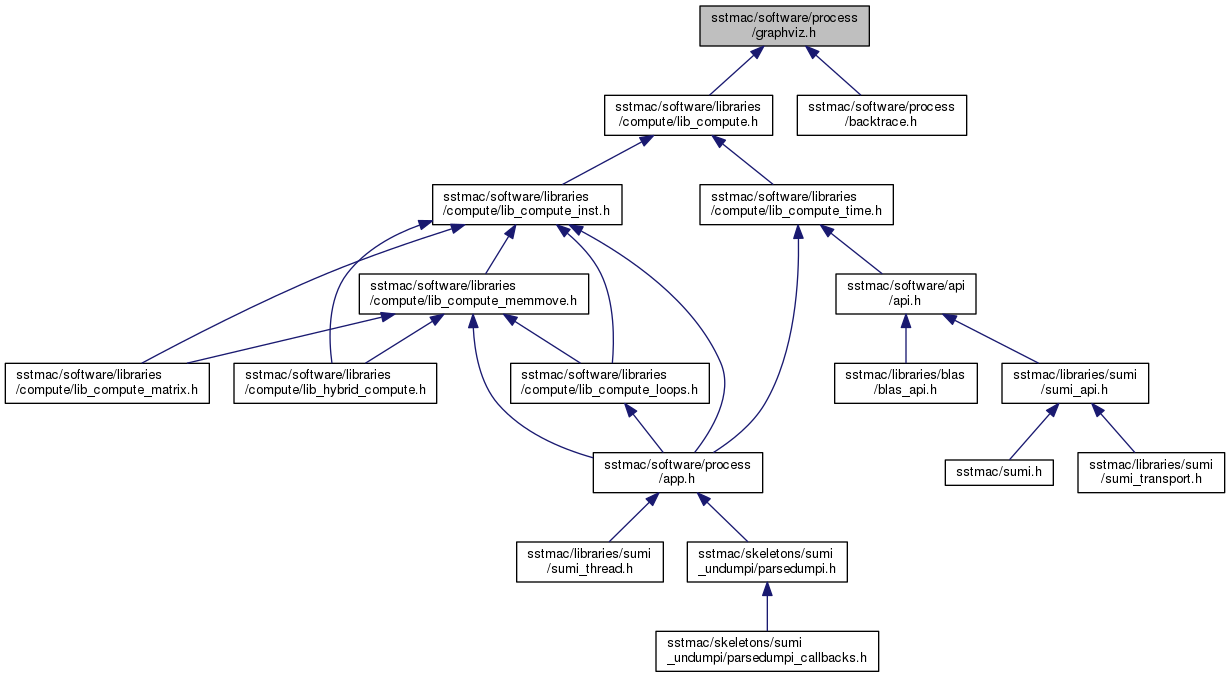 sstmac/software/process
/graphviz.h
sstmac/software/libraries
/compute/lib_compute.h
sstmac/software/process
/backtrace.h
sstmac/software/libraries
/compute/lib_compute_inst.h
sstmac/software/libraries
/compute/lib_compute_time.h
sstmac/software/libraries
/compute/lib_compute_memmove.h
sstmac/software/api
/api.h
sstmac/software/libraries
/compute/lib_compute_matrix.h
sstmac/software/libraries
/compute/lib_hybrid_compute.h
sstmac/software/libraries
/compute/lib_compute_loops.h
sstmac/libraries/blas
/blas_api.h
sstmac/libraries/sumi
/sumi_api.h
sstmac/software/process
/app.h
sstmac/sumi.h
sstmac/libraries/sumi
/sumi_transport.h
sstmac/libraries/sumi
/sumi_thread.h
sstmac/skeletons/sumi
_undumpi/parsedumpi.h
sstmac/skeletons/sumi
_undumpi/parsedumpi_callbacks.h